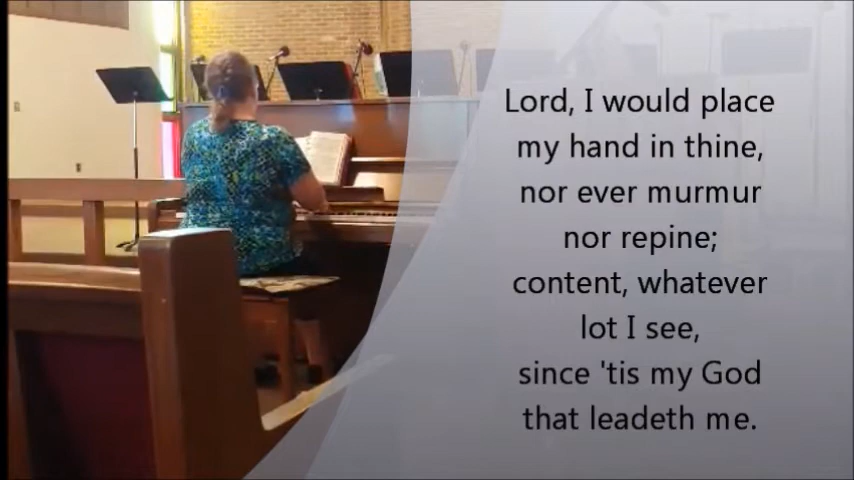 Lord, I would place
my hand in thine,
nor ever murmur
nor repine;
content, whatever
lot I see,
since 'tis my God
that leadeth me.